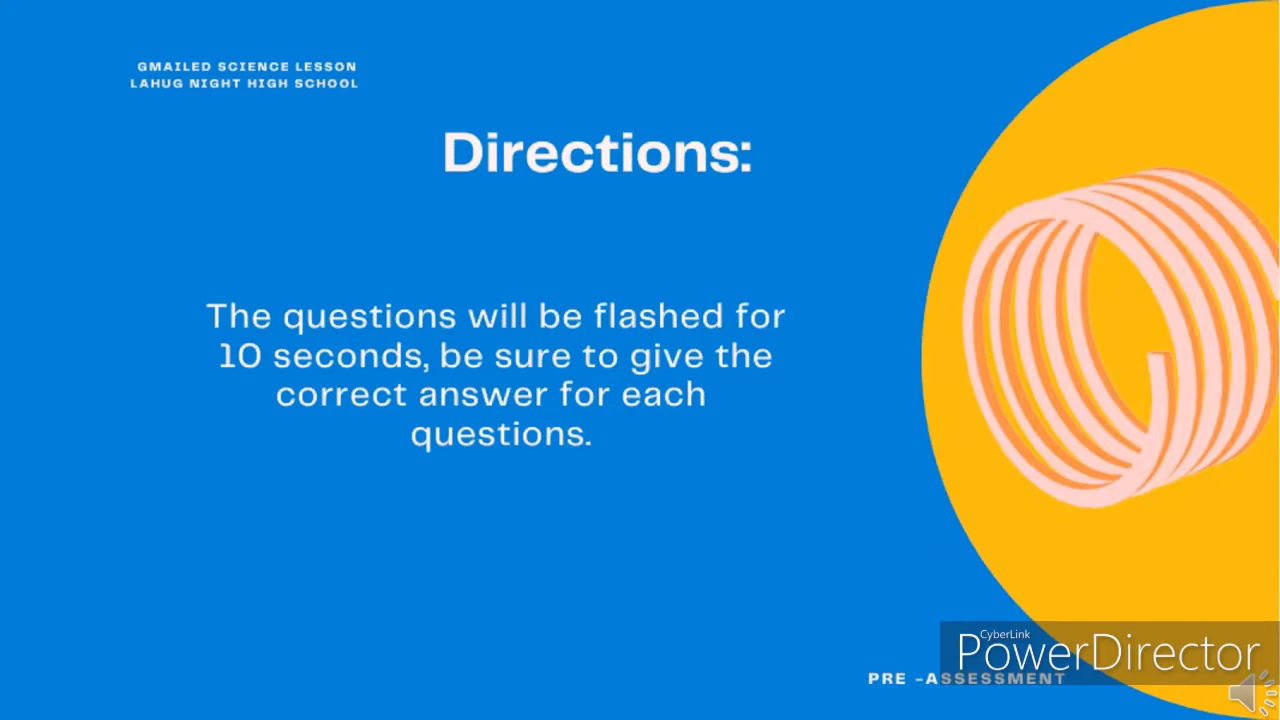 GMAILED SCIENCE LESSON
LAHUG NIGHT HIGH SCHOOL
Directions:
The questions will be flashed for
10 seconds, be sure to give the
correct answer for each
questions.
CyberLink
PowerDirector
PRE -ASSESSMENT